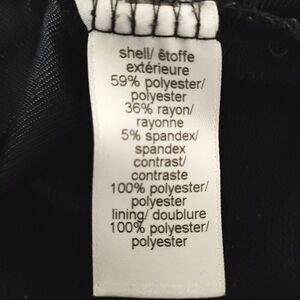 shell/ étoffe
extérieure
59% polyester/
polyester
36% rayon/
rayonne
5% spandex/
spandex
contrast/
contraste
100% polyester/
polyester
lining/ doublure
100% polyester/
polyester